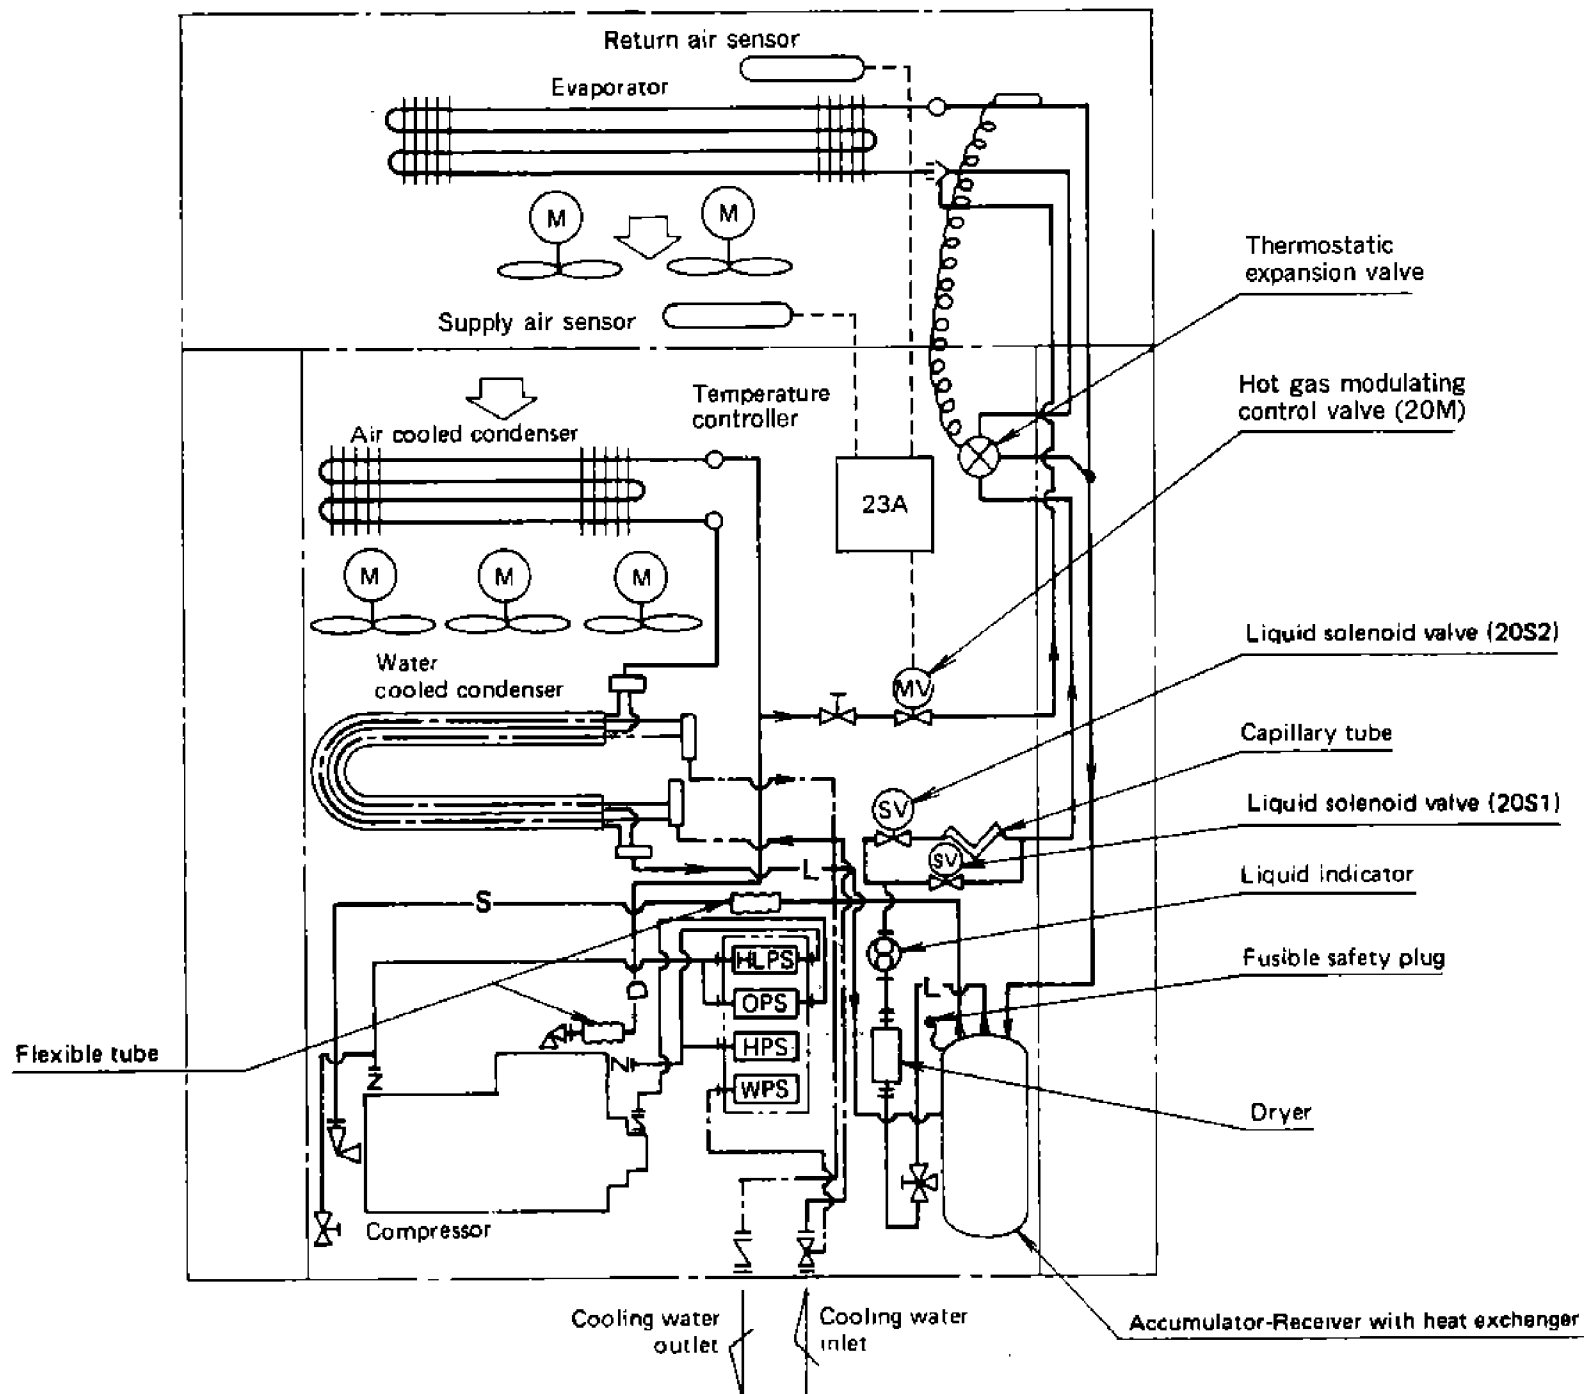 Return air sensor
Evaporator
M
M
Thermostatic
expansion valve
Supply air sensor
Hot gas modulating
control valve (20M)
Temperature
controller
Air cooled condenser
23A
M
M
M
Liquid solenoid valve (20S2)
Water
cooled condenser
MV
Capillary tube
SV
Liquid solenoid valve (20S1)
SV
L
Liquid indicator
S
HLPS
Fusible safety plug
L
D
OPS
Flexible tube
HPS
WPS
Dryer
Compressor
Cooling water
outlet
Cooling water
inlet
Accumulator-Receiver with heat exchanger